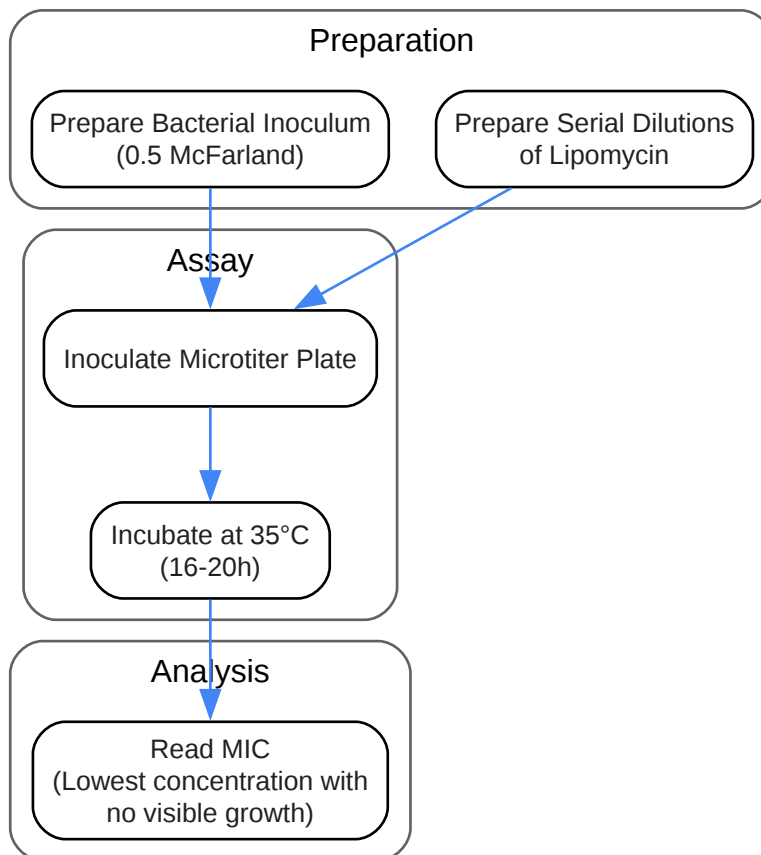 Preparation
Prepare Bacterial Inoculum
(0.5 McFarland)
Prepare Serial Dilutions
of Lipomycin
Assay
Inoculate Microtiter Plate
Incubate at 35°C
(16-20h)
Analysis
Read MIC
(Lowest concentration with
no visible growth)